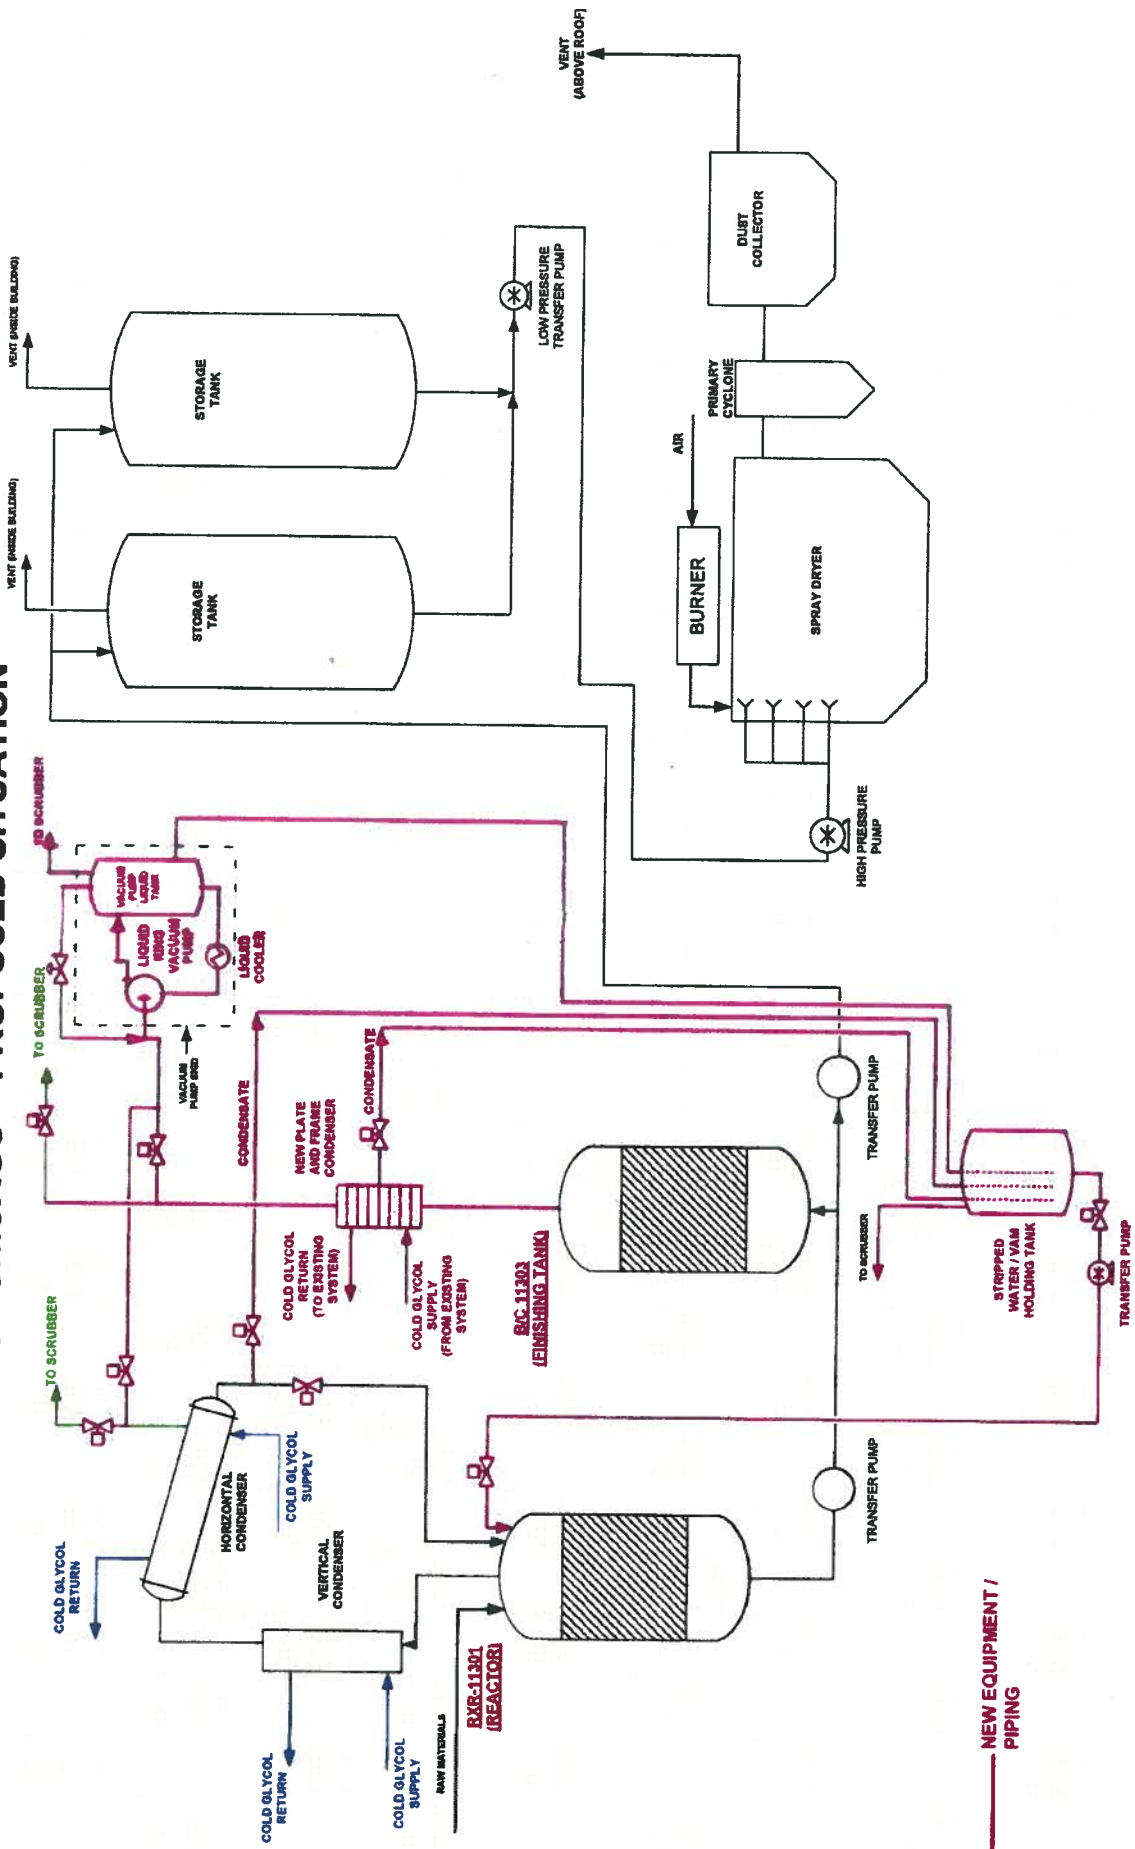 PROPOSED SITUATION
TO SCRUBBER
COLD GLYCOL
RETURN
HORIZONTAL
CONDENSER
COLD GLYCOL
SUPPLY
VERTICAL
CONDENSER
COLD GLYCOL
RETURN
COLD GLYCOL
SUPPLY
RAW MATERIALS
RXR-11301
(REACTOR)
TRANSFER PUMP
TO SCRUBBER
CONDENSATE
NEW PLATE
AND FRAME
CONDENSER
CONDENSATE
COLD GLYCOL
RETURN
(TO EXISTING
SYSTEM)
COLD GLYCOL
SUPPLY
(FROM EXISTING
SYSTEM)
B/C 11303
(FINISHING TANK)
TRANSFER PUMP
TO SCRUBBER
VACUUM
PUMP
LIQUID
TANK
LIQUID
RING
VACUUM
PUMP
LIQUID
COOLER
VACUUM
PUMP SKID
TO SCRUBBER
STRIPPED
WATER / VAM
HOLDING TANK
TRANSFER PUMP
VENT (INSIDE BUILDING)
STORAGE
TANK
VENT (INSIDE BUILDING)
STORAGE
TANK
LOW PRESSURE
TRANSFER PUMP
HIGH PRESSURE
PUMP
BURNER
AIR
SPRAY DRYER
PRIMARY
CYCLONE
DUST
COLLECTOR
VENT
(ABOVE ROOF)
NEW EQUIPMENT /
PIPING